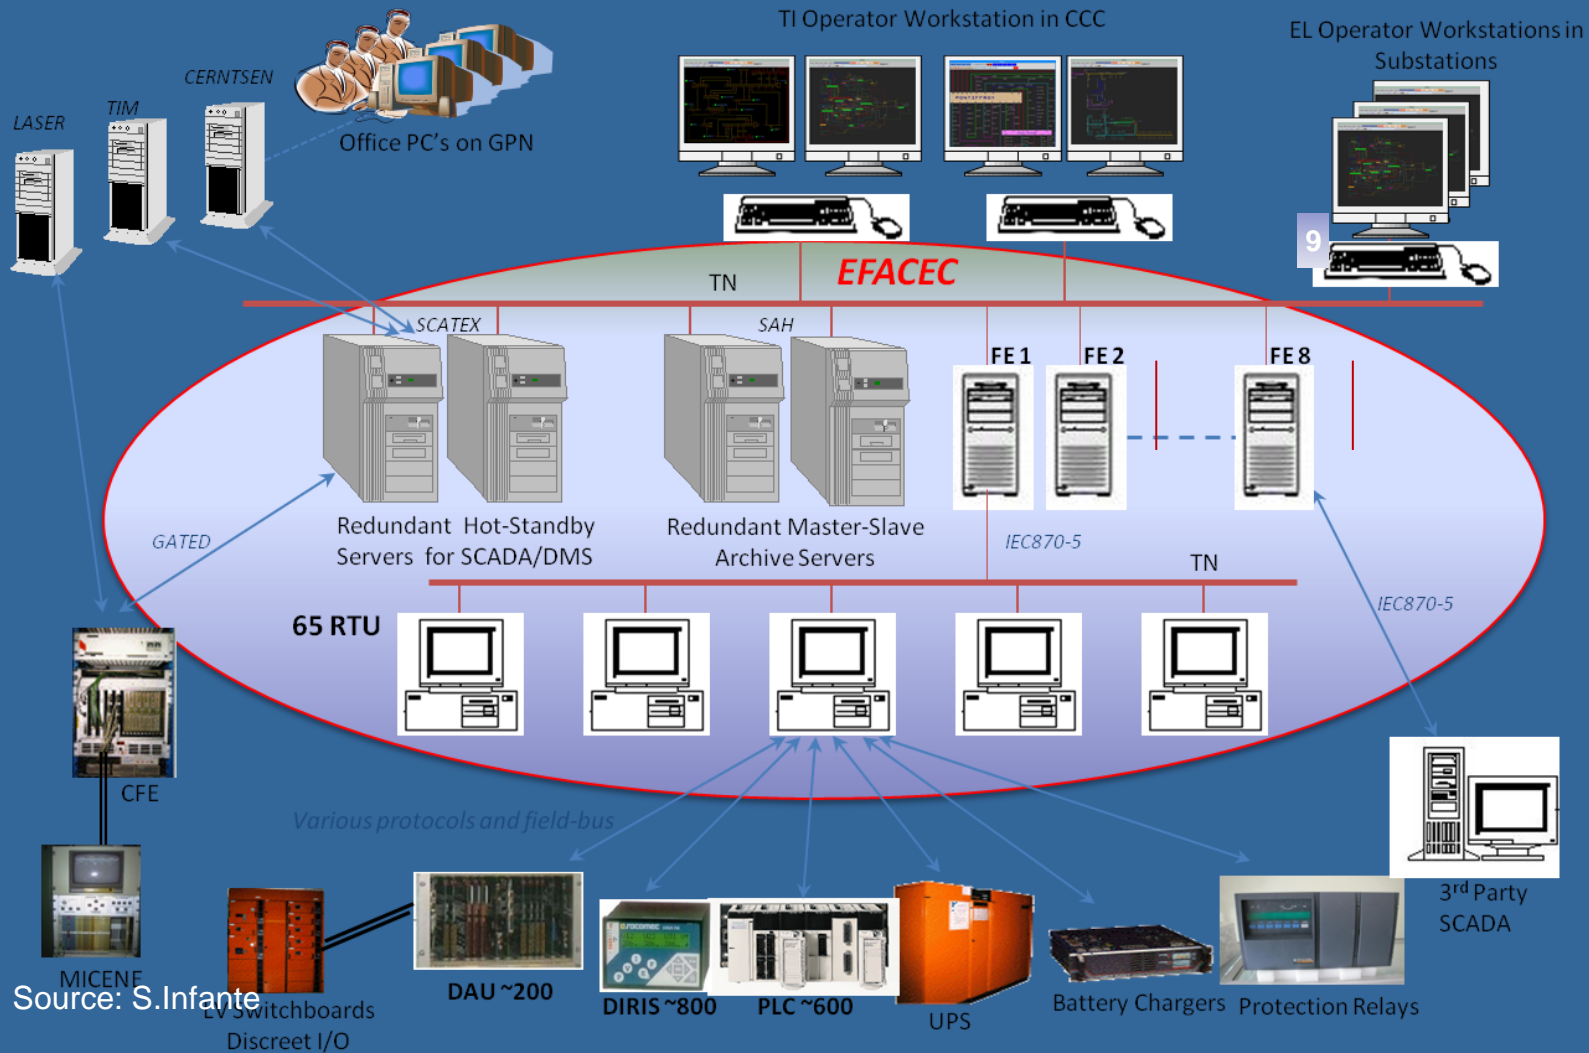 TI Operator Workstation in CCC
EL Operator Workstations in
Substations
CERNTSEN
TIM
LASER
Office PC's on GPN
9
TN
EFACEC
SCATEX
SAH
FE 1
FE 2
FE 8
Redundant Hot-Standby
Servers for SCADA/DMS
Redundant Master-Slave
Archive Servers
GATED
IEC870-5
TN
IEC870-5
65 RTU
CFE
Various protocols and field-bus
3rd Party
SCADA
socomec
MICENE
Source: S.Infante
LV Switchboards
Discreet I/O
DAU ~200
DIRIS ~800
PLC ~600
UPS
Battery Chargers
Protection Relays